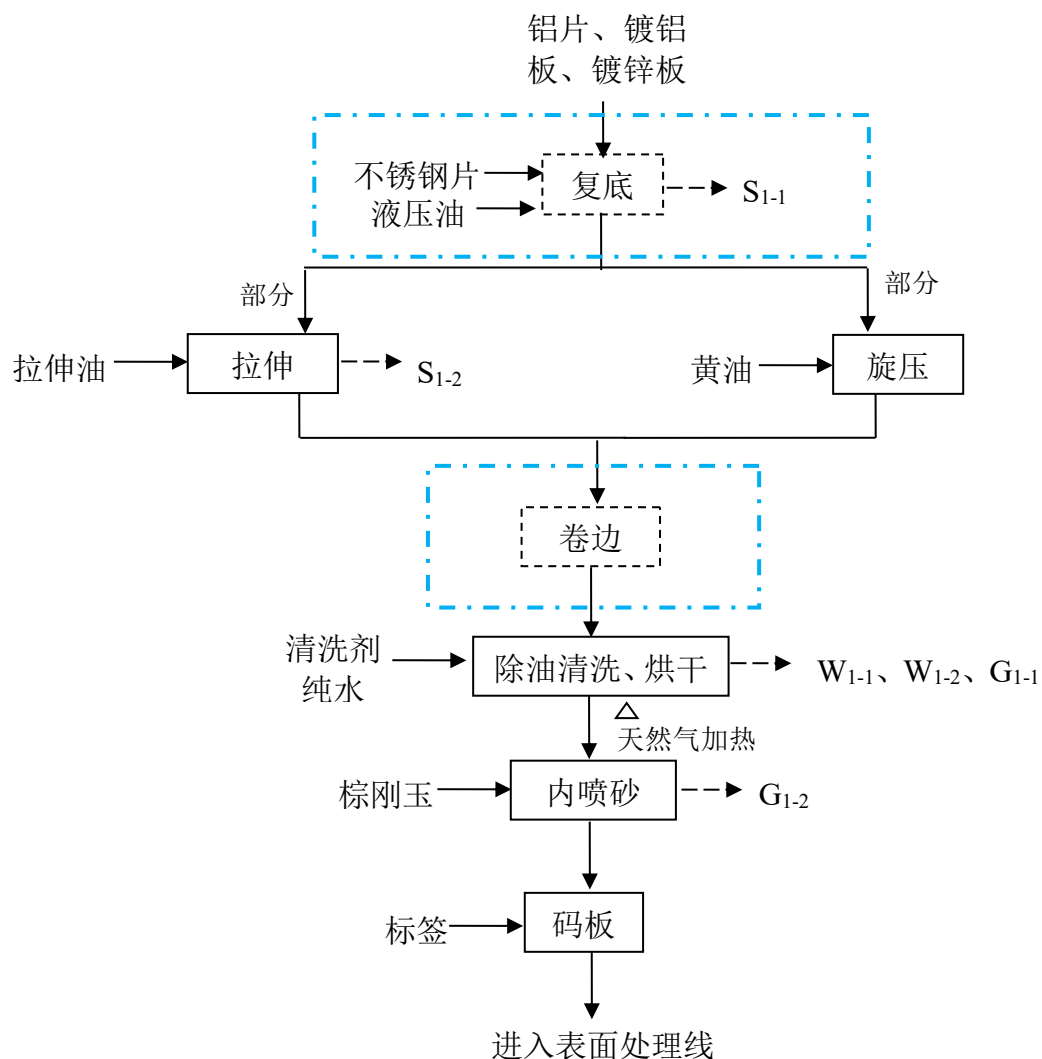 铝片、镀铝
板、镀锌板
不锈钢片
液压油
复底
S1-1
部分
部分
拉伸油
拉伸
S1-2
黄油
旋压
卷边
清洗剂
纯水
除油清洗、烘干
W1-1、W1-2、G1-1
天然气加热
棕刚玉
内喷砂
G1-2
标签
码板
进入表面处理线